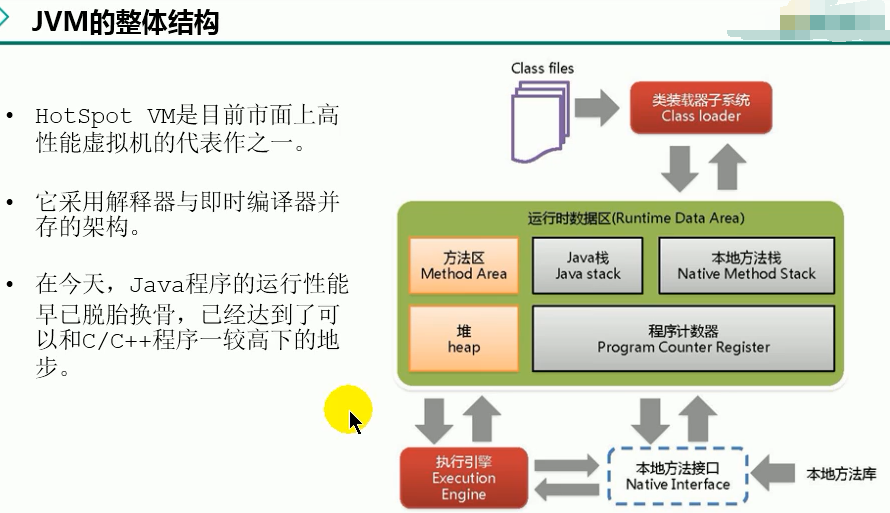 JVM的整体结构
• HotSpot VM是目前市面上高
性能虚拟机的代表作之一。
• 它采用解释器与即时编译器并
存的架构。
• 在今天，Java程序的运行性能
早已脱胎换骨，已经达到了可
以和C/C++程序一较高下的地
步。
Class files
类装载器子系统
Class loader
运行时数据区(Runtime Data Area)
方法区
Method Area
Java栈
Java stack
本地方法栈
Native Method Stack
堆
heap
程序计数器
Program Counter Register
执行引擎
Execution
Engine
本地方法接口
Native Interface
本地方法库